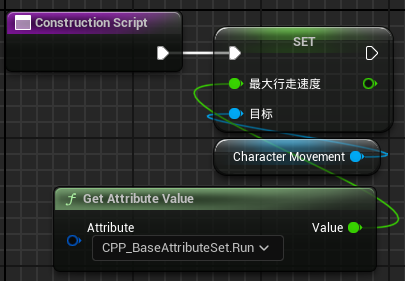 Construction Script
SET
最大行走速度
目标
Character Movement
f Get Attribute Value
Attribute
Value
CPP_BaseAttributeSet.Run